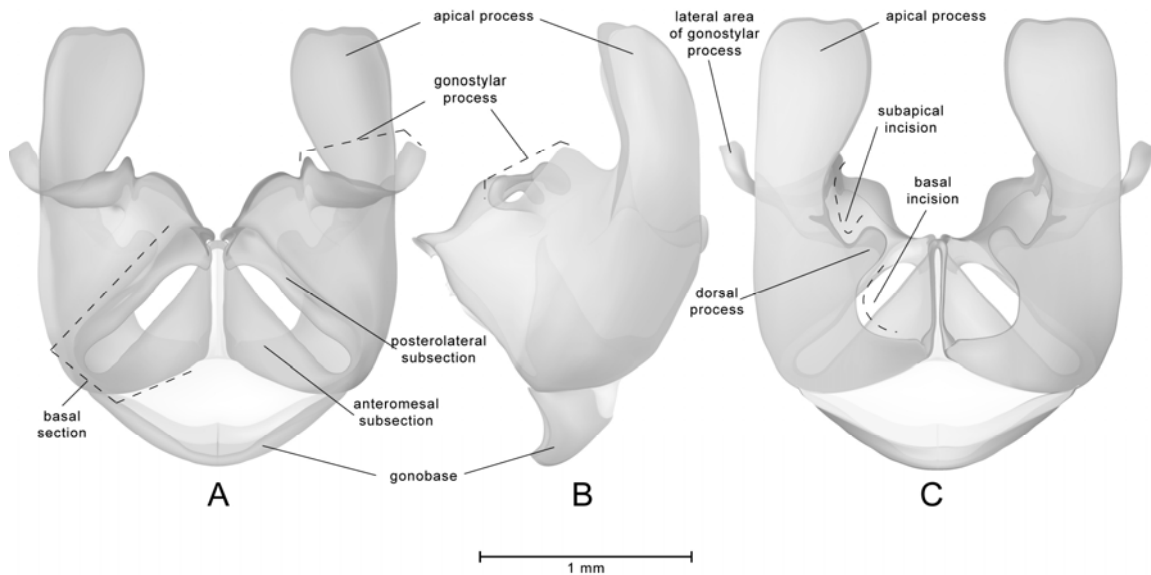 apical process
gonostylar
process
posterolateral
subsection
anteromesal
subsection
basal
section
gonobase
lateral area
of gonostylar
process
apical process
subapical
incision
basal
incision
dorsal
process
A
B
C
1 mm